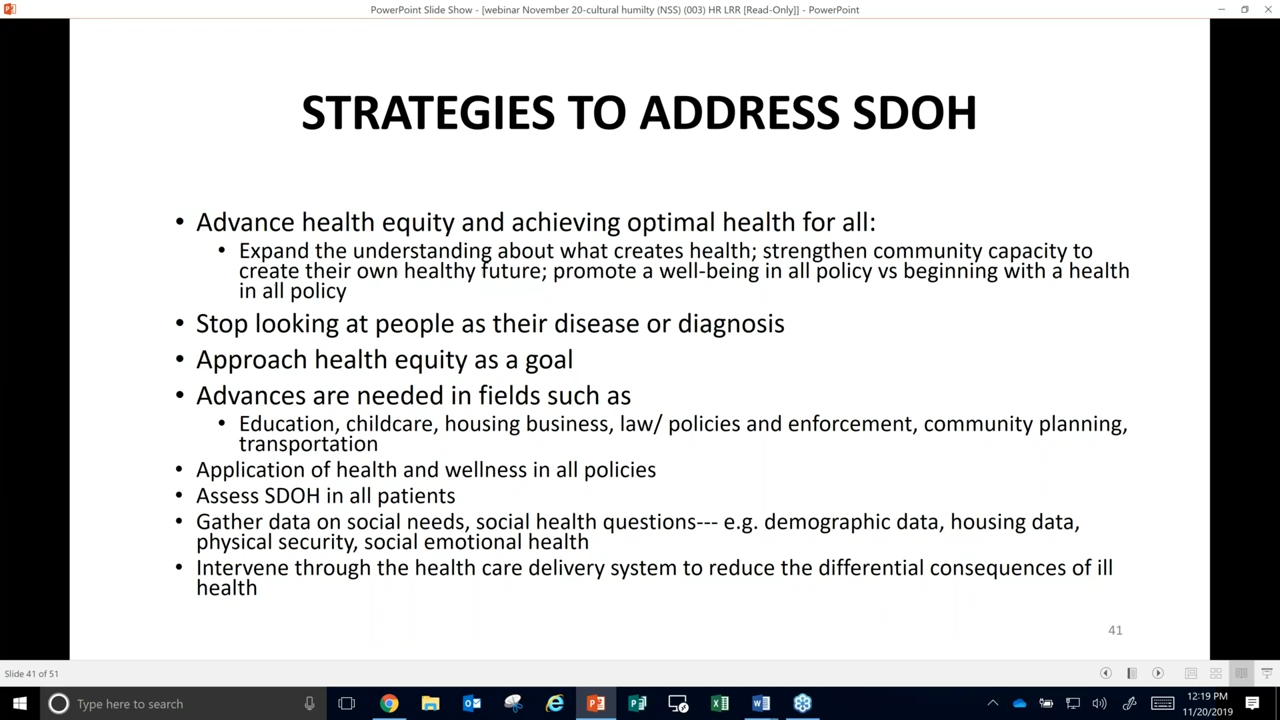 PowerPoint Slide Show - [webinar November 20-cultural humilty (NSS) (003) HR LRR [Read-Only]] - PowerPoint
STRATEGIES TO ADDRESS SDOH
• Advance health equity and achieving optimal health for all:
• Expand the understanding about what creates health; strengthen community capacity to
create their own healthy future; promote a well-being in all policy vs beginning with a health
in all policy
• Stop looking at people as their disease or diagnosis
• Approach health equity as a goal
• Advances are needed in fields such as
• Education, childcare, housing business, law/ policies and enforcement, community planning,
transportation
• Application of health and wellness in all policies
• Assess SDOH in all patients
• Gather data on social needs, social health questions--- e.g. demographic data, housing data,
physical security, social emotional health
• Intervene through the health care delivery system to reduce the differential consequences of ill
health
41
Slide 41 of 51
Type here to search
12:19 PM
11/20/2019